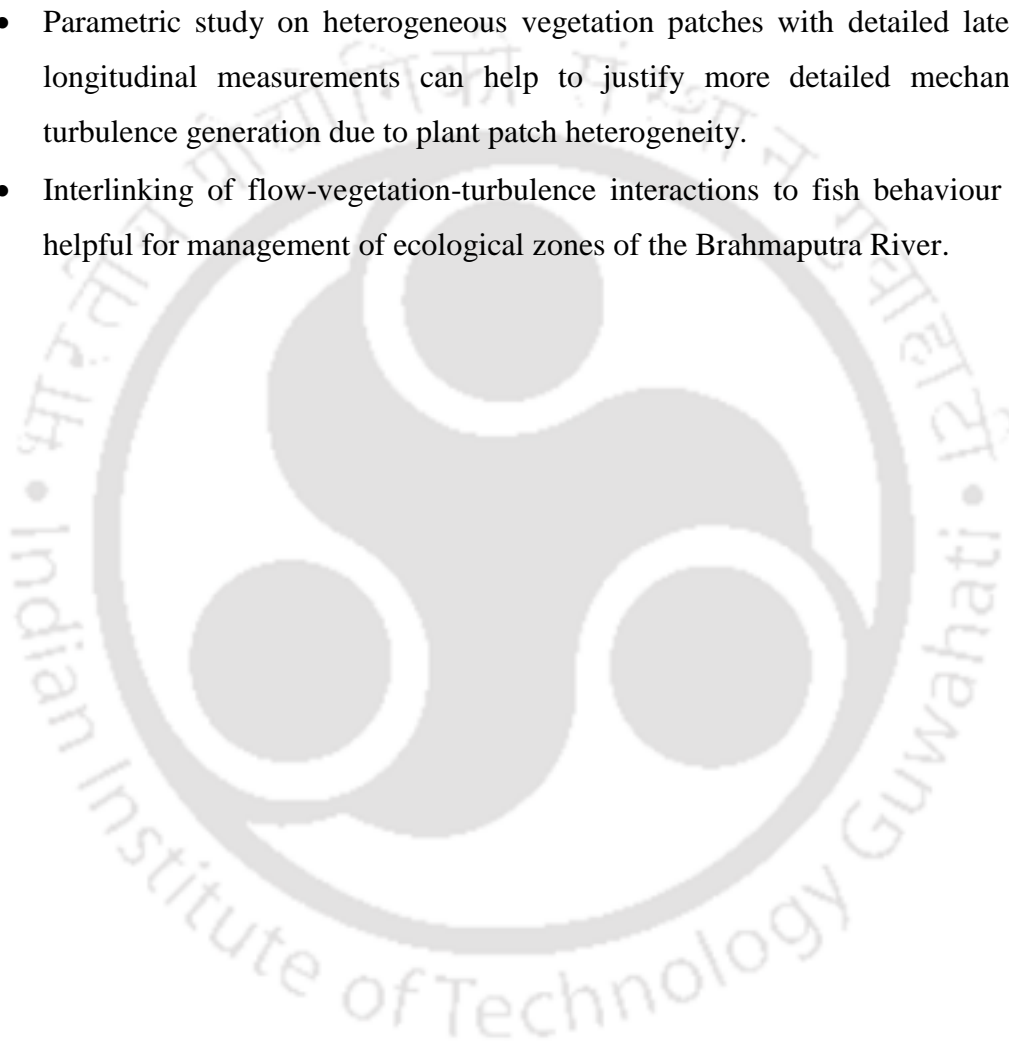 • Parametric study on heterogeneous vegetation patches with detailed late
longitudinal measurements can help to justify more detailed mechan
turbulence generation due to plant patch heterogeneity.
• Interlinking of flow-vegetation-turbulence interactions to fish behaviour
helpful for management of ecological zones of the Brahmaputra River.
• Indian Institute of Technology Guwahati •